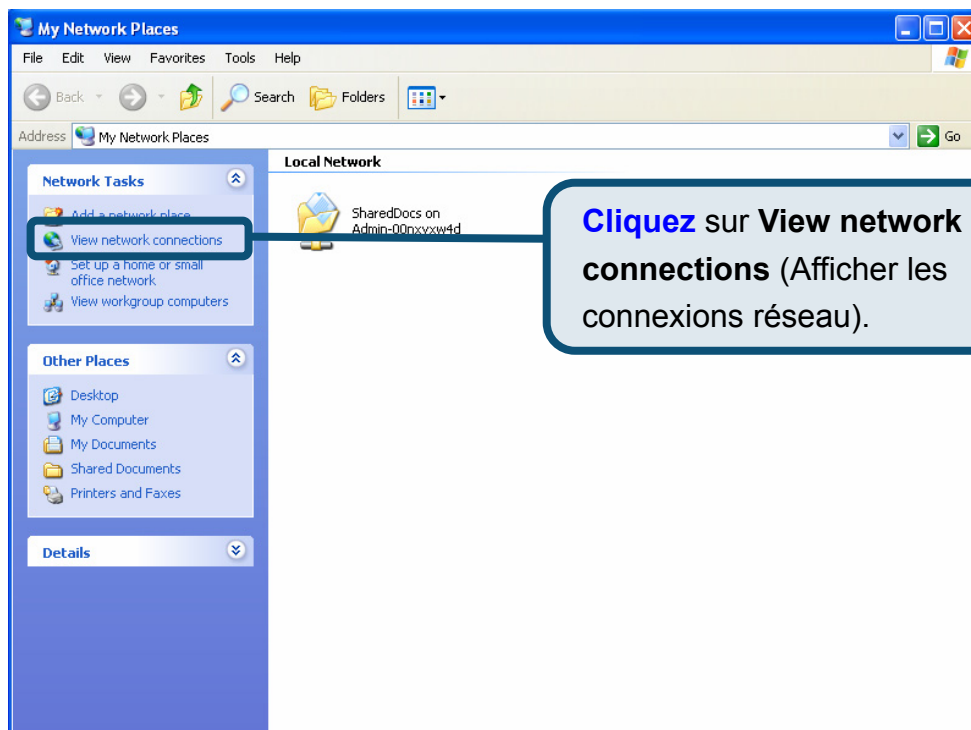 My Network Places
File Edit View Favorites Tools Help
Back Search Folders
Address My Network Places Go
Network Tasks
Add a network place
View network connections
Set up a home or small
office network
View workgroup computers
Other Places
Desktop
My Computer
My Documents
Shared Documents
Printers and Faxes
Details
Local Network
SharedDocs on
Admin-00nxvxw4d
Cliquez sur View network
connections (Afficher les
connexions réseau).